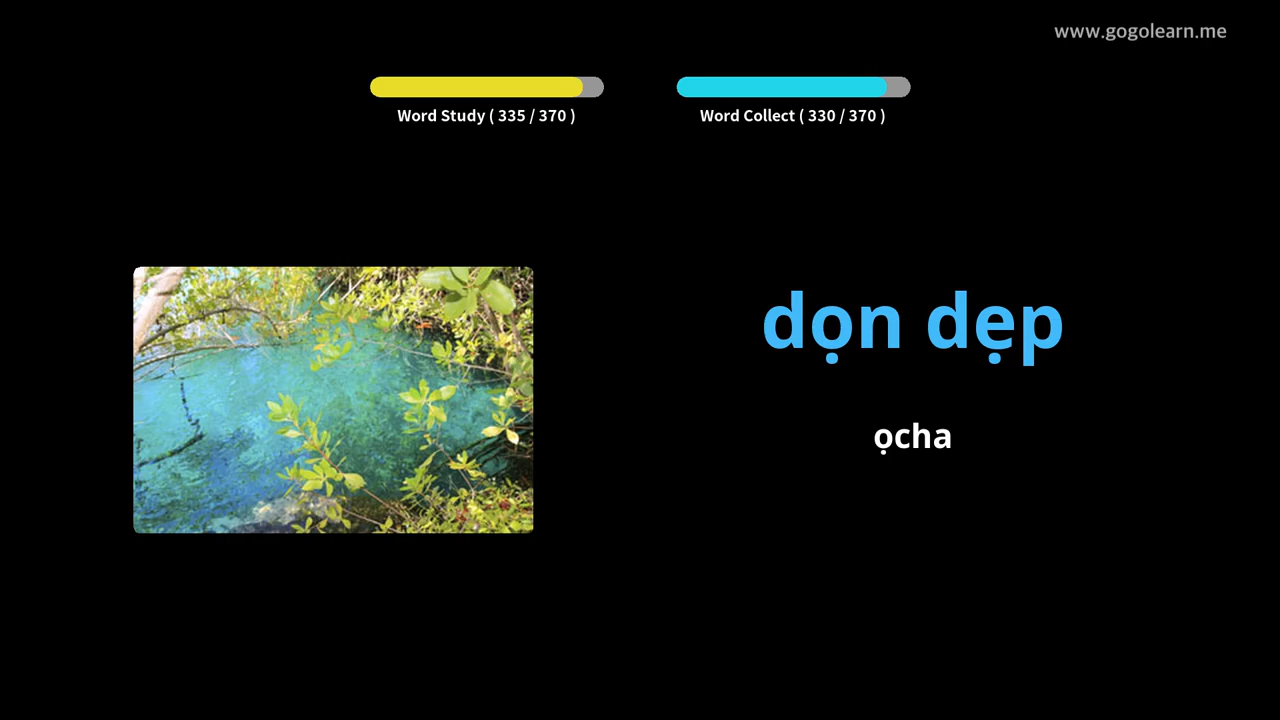 www.gogolearn.me
Word Study ( 335 / 370 )
Word Collect ( 330 / 370 )
dọn dẹp
ọcha